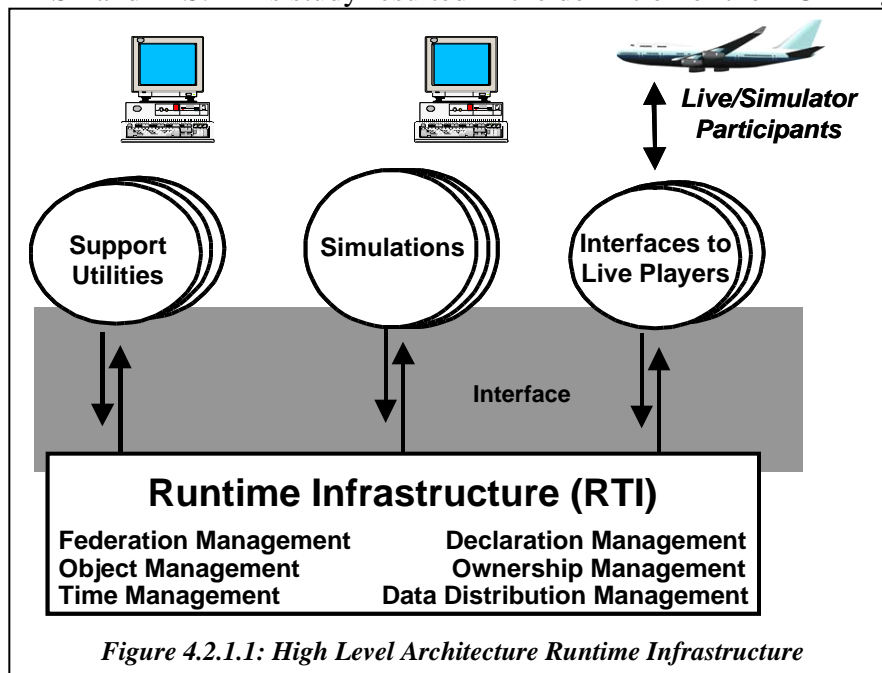 Live/Simulator
Participants
Support
Utilities
Simulations
Interfaces to
Live Players
Interface
Runtime Infrastructure (RTI)
Federation Management Declaration Management
Object Management Ownership Management
Time Management Data Distribution Management
Figure 4.2.1.1: High Level Architecture Runtime Infrastructure